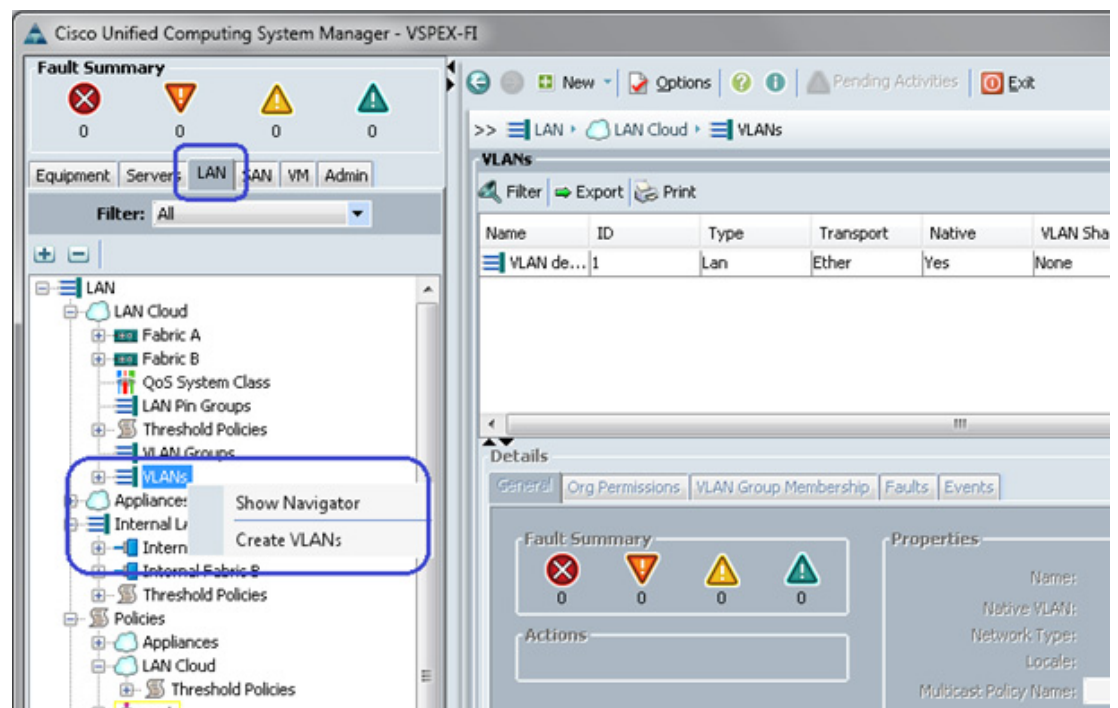 Cisco Unified Computing System Manager - VSPEX-FI
Fault Summary
0 0 0 0
Equipment Servers LAN SAN VM Admin
Filter: All
LAN
LAN Cloud
Fabric A
Fabric B
QoS System Class
LAN Pin Groups
Threshold Policies
VLAN Groups
VLANs
Show Navigator
Create VLANs
Internal Fabric B
Threshold Policies
Policies
Appliances
LAN Cloud
Threshold Policies
New Options Pending Activities Exit
>> LAN LAN Cloud VLANs
VLANs
Filter Export Print
Name ID Type Transport Native VLAN Sha
VLAN de... 1 Lan Ether Yes None
Details
General Org Permissions VLAN Group Membership Faults Events
Fault Summary
0 0 0 0
Actions
Properties
Name:
Native VLAN:
Network Type:
Locale:
Multicast Policy Name: